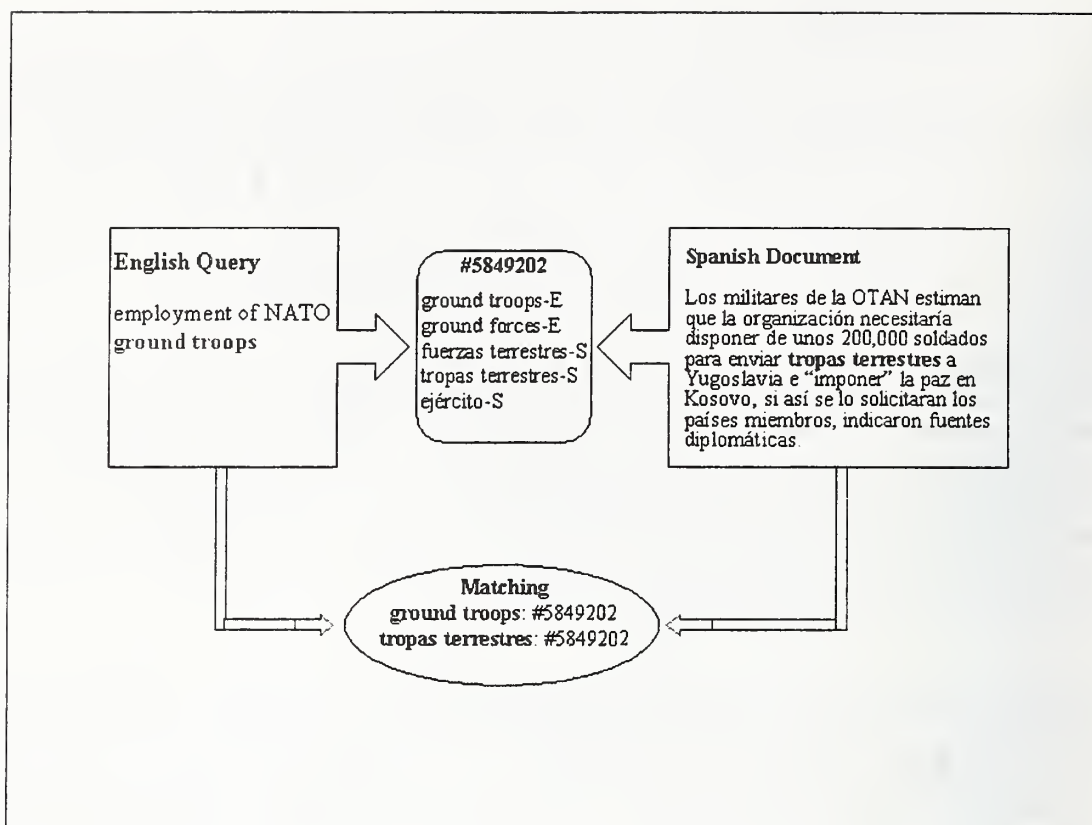 English Query
employment of NATO
ground troops
#5849202
ground troops-E
ground forces-E
fuerzas terrestres-S
tropas terrestres-S
ejército-S
Spanish Document
Los militares de la OTAN estiman
que la organización necesitaría
disponer de unos 200,000 soldados
para enviar tropas terrestres a
Yugoslavia e “imponer” la paz en
Kosovo, si así se lo solicitaran los
países miembros, indicaron fuentes
diplomáticas.
Matching
ground troops: #5849202
tropas terrestres: #5849202